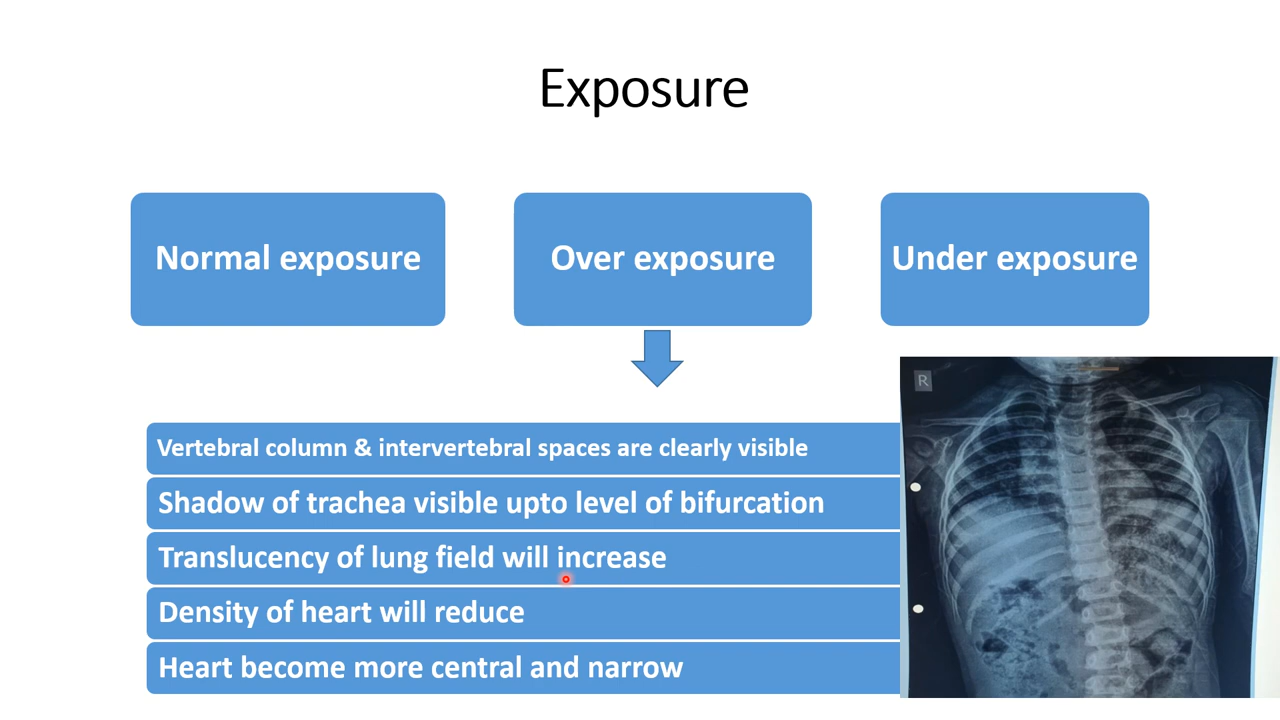 Exposure
Normal exposure
Over exposure
Under exposure
Vertebral column & intervertebral spaces are clearly visible
Shadow of trachea visible upto level of bifurcation
Translucency of lung field will increase
Density of heart will reduce
Heart become more central and narrow
R